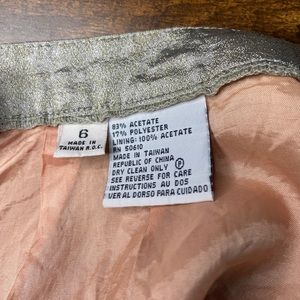 6
MADE IN
TAIWAN R.O.C.
83% ACETATE
17% POLYESTER
LINING: 100% ACETATE
RN 50610
MADE IN TAIWAN
REPUBLIC OF CHINA
DRY CLEAN ONLY Ⓟ
SEE REVERSE FOR CARE
INSTRUCTIONS AU DOS
VER AL DORSO PARA CUIDADO